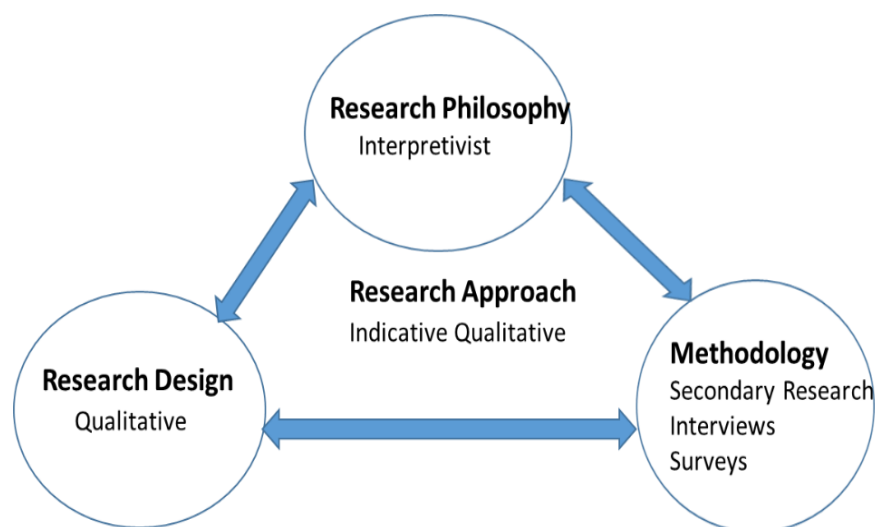 Research Philosophy
Interpretivist
Research Approach
Indicative Qualitative
Research Design
Qualitative
Methodology
Secondary Research
Interviews
Surveys